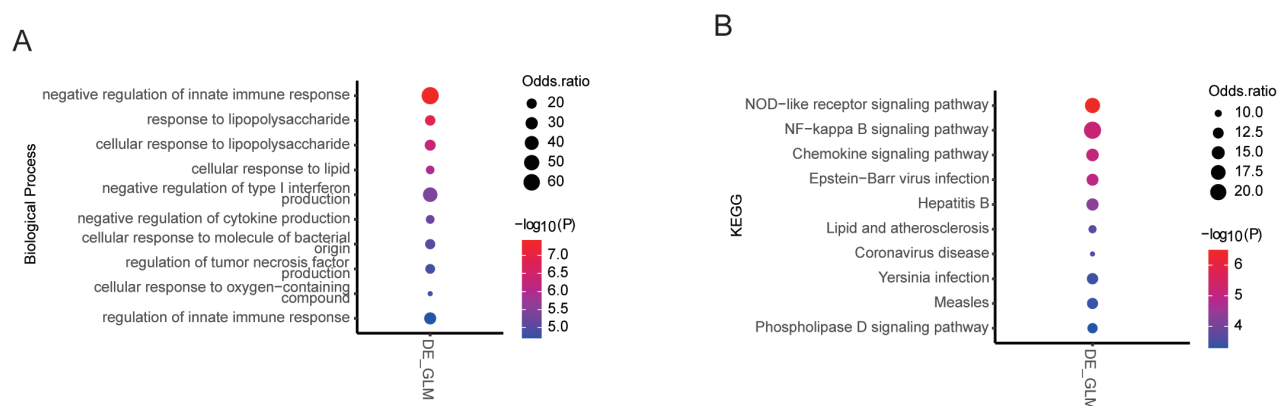 A
Biological Process
negative regulation of innate immune response
response to lipopolysaccharide
cellular response to lipopolysaccharide
cellular response to lipid
negative regulation of type I interferon
production
negative regulation of cytokine production
cellular response to molecule of bacterial
origin
regulation of tumor necrosis factor
production
cellular response to oxygen−containing
compound
regulation of innate immune response
DE_GLM
Odds.ratio
20
30
40
50
60
−log10(P)
7.0
6.5
6.0
5.5
5.0
B
KEGG
NOD−like receptor signaling pathway
NF−kappa B signaling pathway
Chemokine signaling pathway
Epstein−Barr virus infection
Hepatitis B
Lipid and atherosclerosis
Coronavirus disease
Yersinia infection
Measles
Phospholipase D signaling pathway
DE_GLM
Odds.ratio
10.0
12.5
15.0
17.5
20.0
−log10(P)
6
5
4